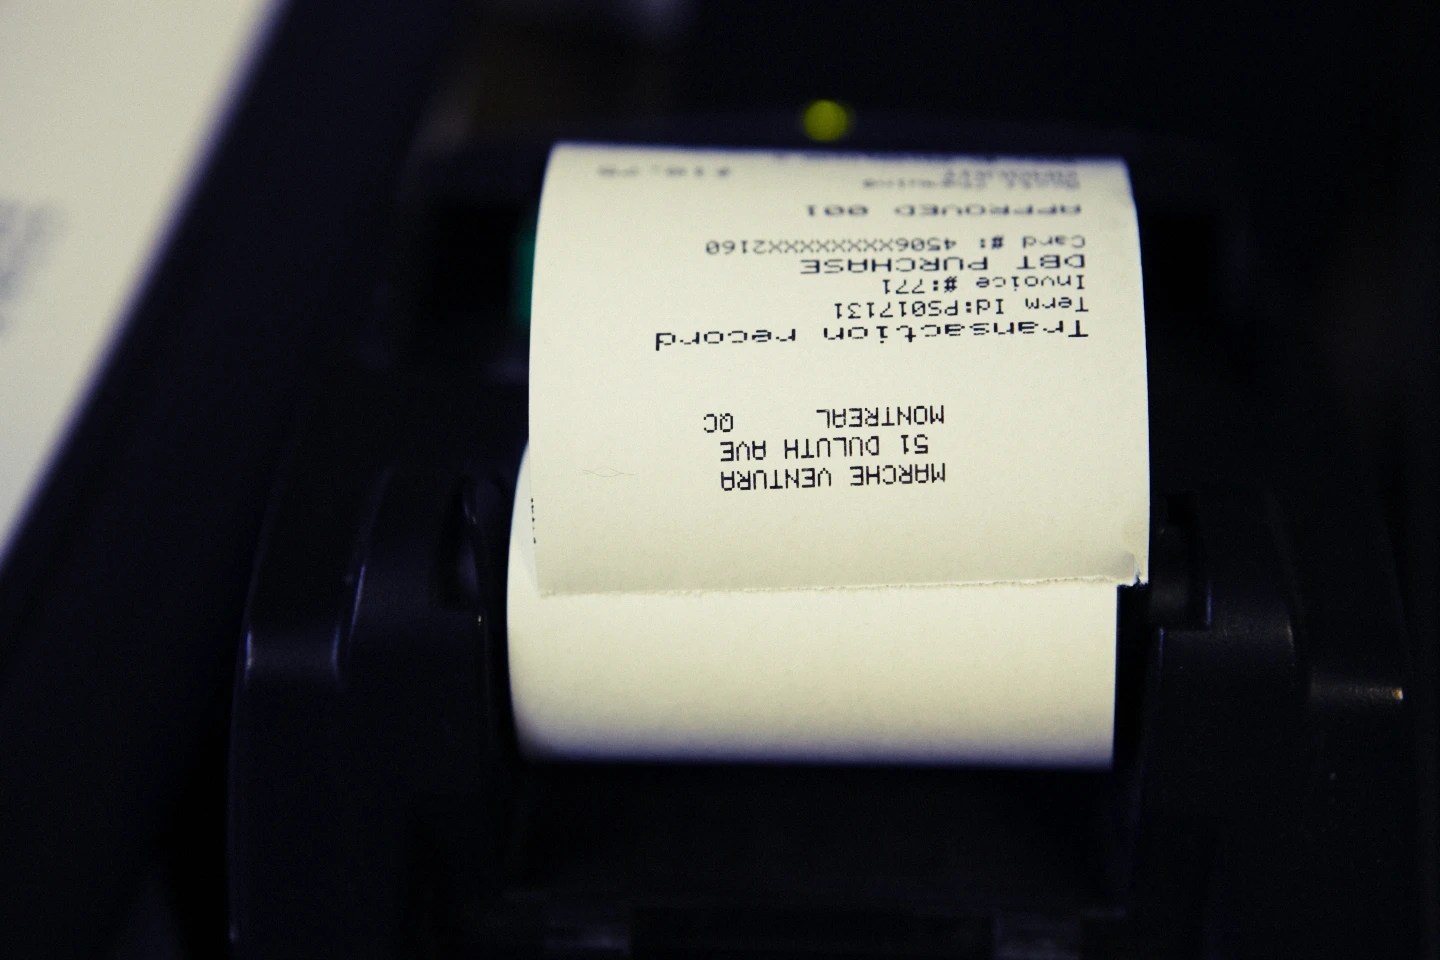 MARCHE VENTURA
51 DULUTH AVE
MONTREAL QC
Transaction record
Term Id:PS017131
Invoice #:771
DBT PURCHASE
Card #: 4506XXXXXXXXX2160
APPROVED 001